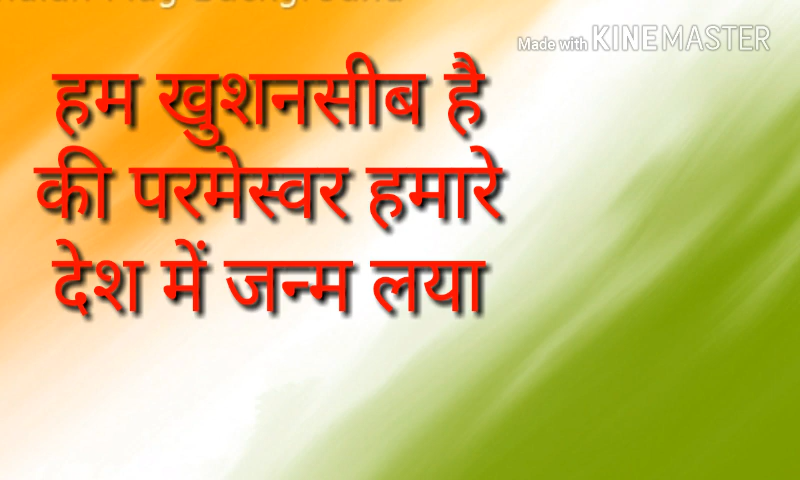 Made with KINEMASTER
हम खुशनसीब है
की परमेस्वर हमारे
देश में जन्म लया